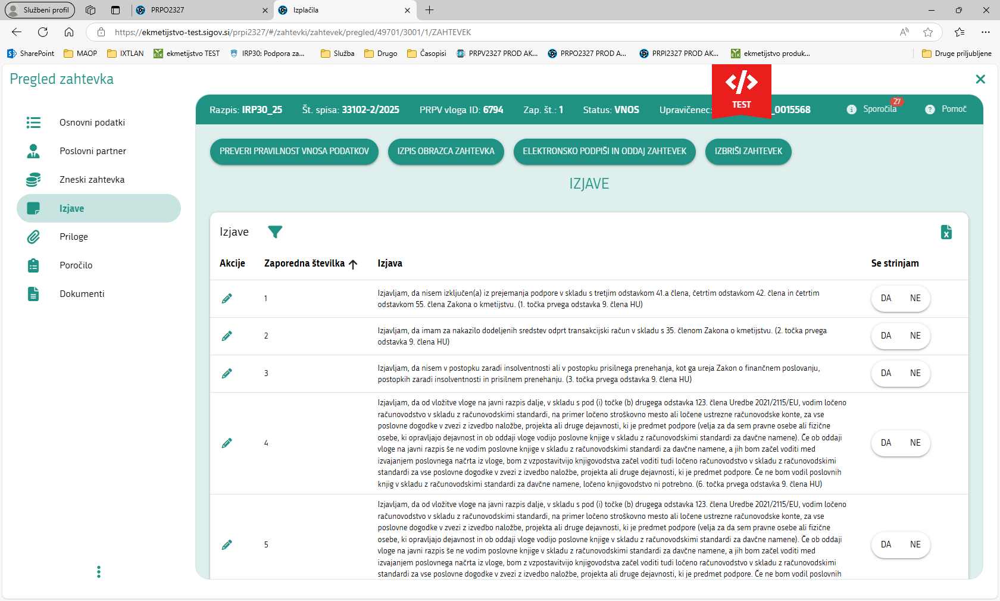 Službeni profil
PRPO2327
Izplačila
https://ekmetijstvo-test.sigov.si/prpi2327/#/zahtevki/zahtevek/pregled/49701/3001/1/ZAHTEVEK
SharePoint
MAOP
IXTLAN
ekmetijstvo TEST
IRP30: Podpora za...
Služba
Drugo
Časopisi
PRPV2327 PROD AK...
PRPO2327 PROD A...
PRPI2327 PROD AK...
ekmetijstvo produk...
Druge priljubljene
Pregled zahtevka
TEST
Razpis: IRP30_25
Št. spisa: 33102-2/2025
PRPV vloga ID: 6794
Zap. št.: 1
Status: VNOS
Upravičenec:
_0015568
Sporočila
27
Pomoč
Osnovni podatki
Poslovni partner
Zneski zahtevka
Izjave
Priloge
Poročilo
Dokumenti
PREVERI PRAVILNOST VNOSA PODATKOV
IZPIS OBRAZCA ZAHTEVKA
ELEKTRONSKO PODPIŠI IN ODDAJ ZAHTEVEK
IZBRIŠI ZAHTEVEK
IZJAVE
Izjave
Akcije
Zaporedna številka
Izjava
Se strinjam
1
Izjavljam, da nisem izključen(a) iz prejemanja podpore v skladu s tretjim odstavkom 41.a člena, četrtim odstavkom 42. člena in četrtim
odstavkom 55. člena Zakona o kmetijstvu. (1. točka prvega odstavka 9. člena HU)
DA NE
2
Izjavljam, da imam za nakazilo dodeljenih sredstev odprt transakcijski račun v skladu s 35. členom Zakona o kmetijstvu. (2. točka prvega
odstavka 9. člena HU)
DA NE
3
Izjavljam, da nisem v postopku zaradi insolventnosti ali v postopku prisilnega prenehanja, kot ga ureja Zakon o finančnem poslovanju,
postopkih zaradi insolventnosti in prisilnem prenehanju. (3. točka prvega odstavka 9. člena HU)
DA NE
4
Izjavljam, da od vložitve vloge na javni razpis dalje, v skladu s pod (i) točke (b) drugega odstavka 123. člena Uredbe 2021/2115/EU, vodim ločeno
računovodstvo v skladu z računovodskimi standardi, na primer ločeno stroškovno mesto ali ločene ustrezne računovodske konte, za vse
poslovne dogodke v zvezi z izvedbo naložbe, projekta ali druge dejavnosti, ki je predmet podpore (velja za da sem pravne osebe ali fizične
osebe, ki opravljajo dejavnost in ob oddaji vloge vodijo poslovne knjige v skladu z računovodskimi standardi za davčne namene). Če ob oddaji
vloge na javni razpis še ne vodim poslovne knjige v skladu z računovodskimi standardi za davčne namene, a jih bom začel voditi med
izvajanjem poslovnega načrta iz vloge, bom z vzpostavitvijo knjigovodstva začel voditi tudi ločeno računovodstvo v skladu z računovodskimi
standardi za vse poslovne dogodke v zvezi z izvedbo naložbe, projekta ali druge dejavnosti, ki je predmet podpore. Če ne bom vodil poslovnih
knjig v skladu z računovodskimi standardi za davčne namene, ločeno knjigovodstvo ni potrebno. (6. točka prvega odstavka 9. člena HU)
DA NE
5
Izjavljam, da od vložitve vloge na javni razpis dalje, v skladu s pod (i) točke (b) drugega odstavka 123. člena Uredbe 2021/2115/EU, vodim ločeno
računovodstvo v skladu z računovodskimi standardi, na primer ločeno stroškovno mesto ali ločene ustrezne računovodske konte, za vse
poslovne dogodke v zvezi z izvedbo naložbe, projekta ali druge dejavnosti, ki je predmet podpore (velja za da sem pravne osebe ali fizične
osebe, ki opravljajo dejavnost in ob oddaji vloge vodijo poslovne knjige v skladu z računovodskimi standardi za davčne namene). Če ob oddaji
vloge na javni razpis še ne vodim poslovne knjige v skladu z računovodskimi standardi za davčne namene, a jih bom začel voditi med
izvajanjem poslovnega načrta iz vloge, bom z vzpostavitvijo knjigovodstva začel voditi tudi ločeno računovodstvo v skladu z računovodskimi
standardi za vse poslovne dogodke v zvezi z izvedbo naložbe, projekta ali druge dejavnosti, ki je predmet podpore. Če ne bom vodil poslovnih
DA NE